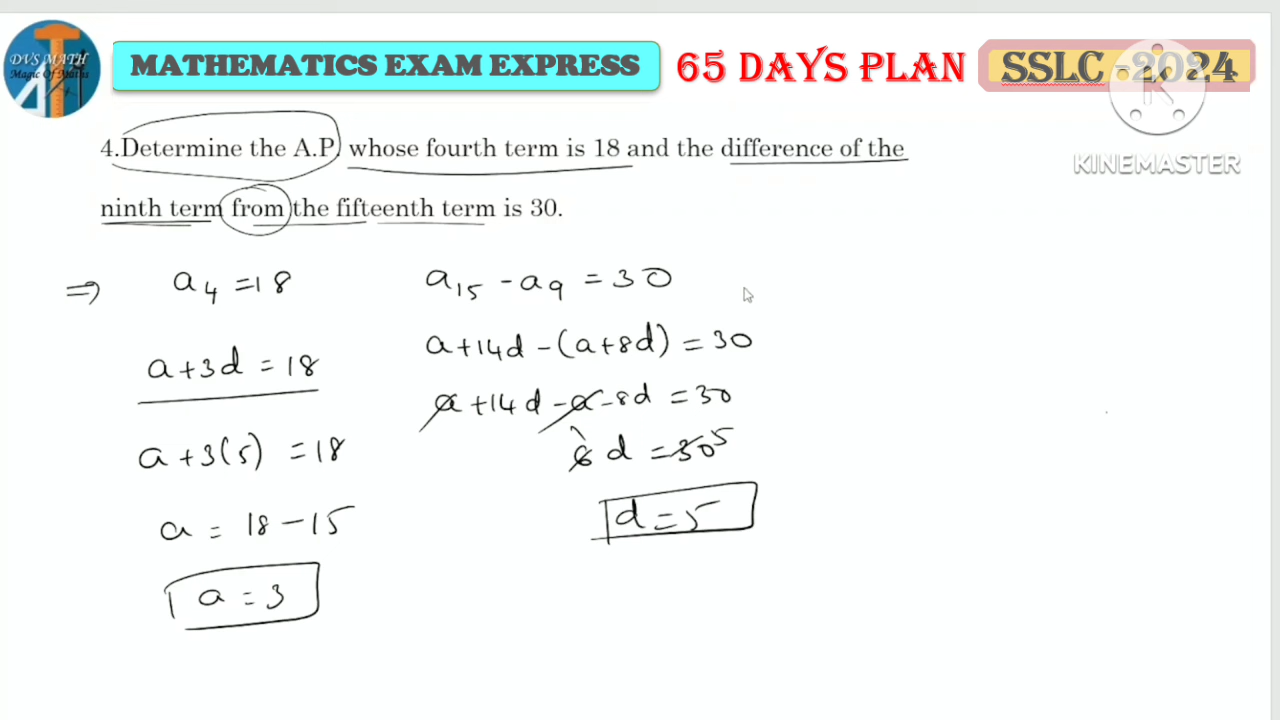 DVS MATH
Magic Of Maths
MATHEMATICS EXAM EXPRESS 65 DAYS PLAN SSLC -2024
K
KINEMASTER
4.Determine the A.P. whose fourth term is 18 and the difference of the
ninth term from the fifteenth term is 30.
⇒ a₄ =18 a₁₅ - a₉ = 30
a+14d -(a+8d) = 30
a+3d =18
a +14d -a -8d =30
a +3(5) =18 6d =30 5
a = 18 -15 d=5
a =3